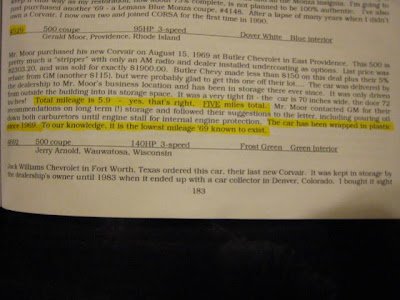 just purchased another '69 - a Lemans Blue Monza coupe, #4148. After a lapse of many years when I didn't
own a Corvair, I now own two and joined CORSA for the first time in 1990.
4529 500 coupe 95HP 3-speed Dover White Blue interior
Gerald Moor, Providence, Rhode Island
Mr. Moor purchased his new Corvair on August 15, 1969 at Butler Chevrolet in East Providence. This 500 is
pretty much a "stripper" with only an AM radio and dealer installed undercoating as options. List price was
$2323.20, and was sold for exactly $1900.00. Butler Chevy made less than $150 on this deal plus their 5%
rebate from GM (another $115), but were probably glad to get this one off their lot... The car was delivered by
the dealership to Mr. Moor's business location and has been in storage there ever since. It was only driven
from outside the building into its storage area. It was a very tight fit - the car is 70 inches wide, the door 72
inches! Total mileage is 5.9 - yes, that's right, FIVE miles total. Mr. Moor contacted GM for their
recommendations on long term (!) storage and followed their suggestions to the letter, including pouring oil
down both carburetors until engine stall for internal engine protection. The car has been wrapped in plastic
since 1969. To our knowledge, it is the lowest mileage '69 known to exist.
500 coupe 140HP 3-speed Frost Green Green Interior
Jerry Arnold, Wauwatosa, Wisconsin
Jack Williams Chevrolet in Fort Worth, Texas ordered this car, their last new Corvair. It was kept in storage by
the dealership's owner until 1983 when it ended up with a car collector in Denver, Colorado. I bought it sight
183